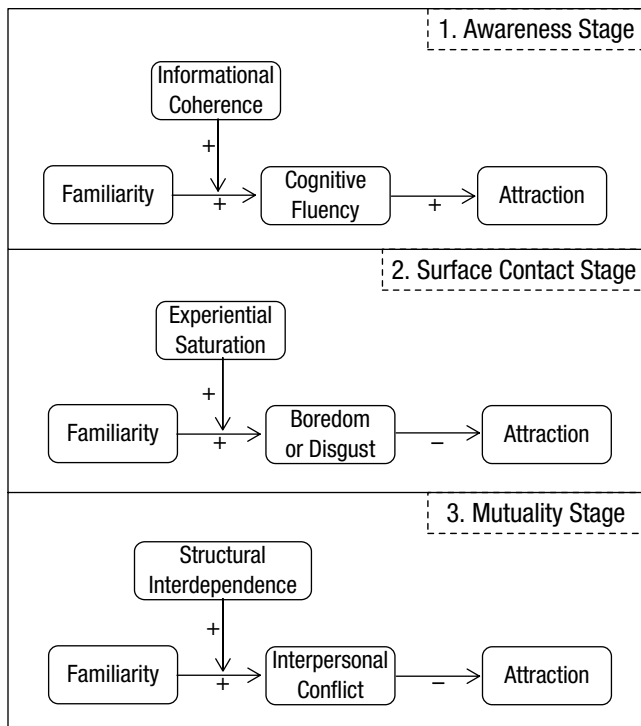 1. Awareness Stage
Informational
Coherence
+
Familiarity
+
Cognitive
Fluency
+
Attraction
2. Surface Contact Stage
Experiential
Saturation
+
Familiarity
+
Boredom
or Disgust
–
Attraction
3. Mutuality Stage
Structural
Interdependence
+
Familiarity
+
Interpersonal
Conflict
–
Attraction